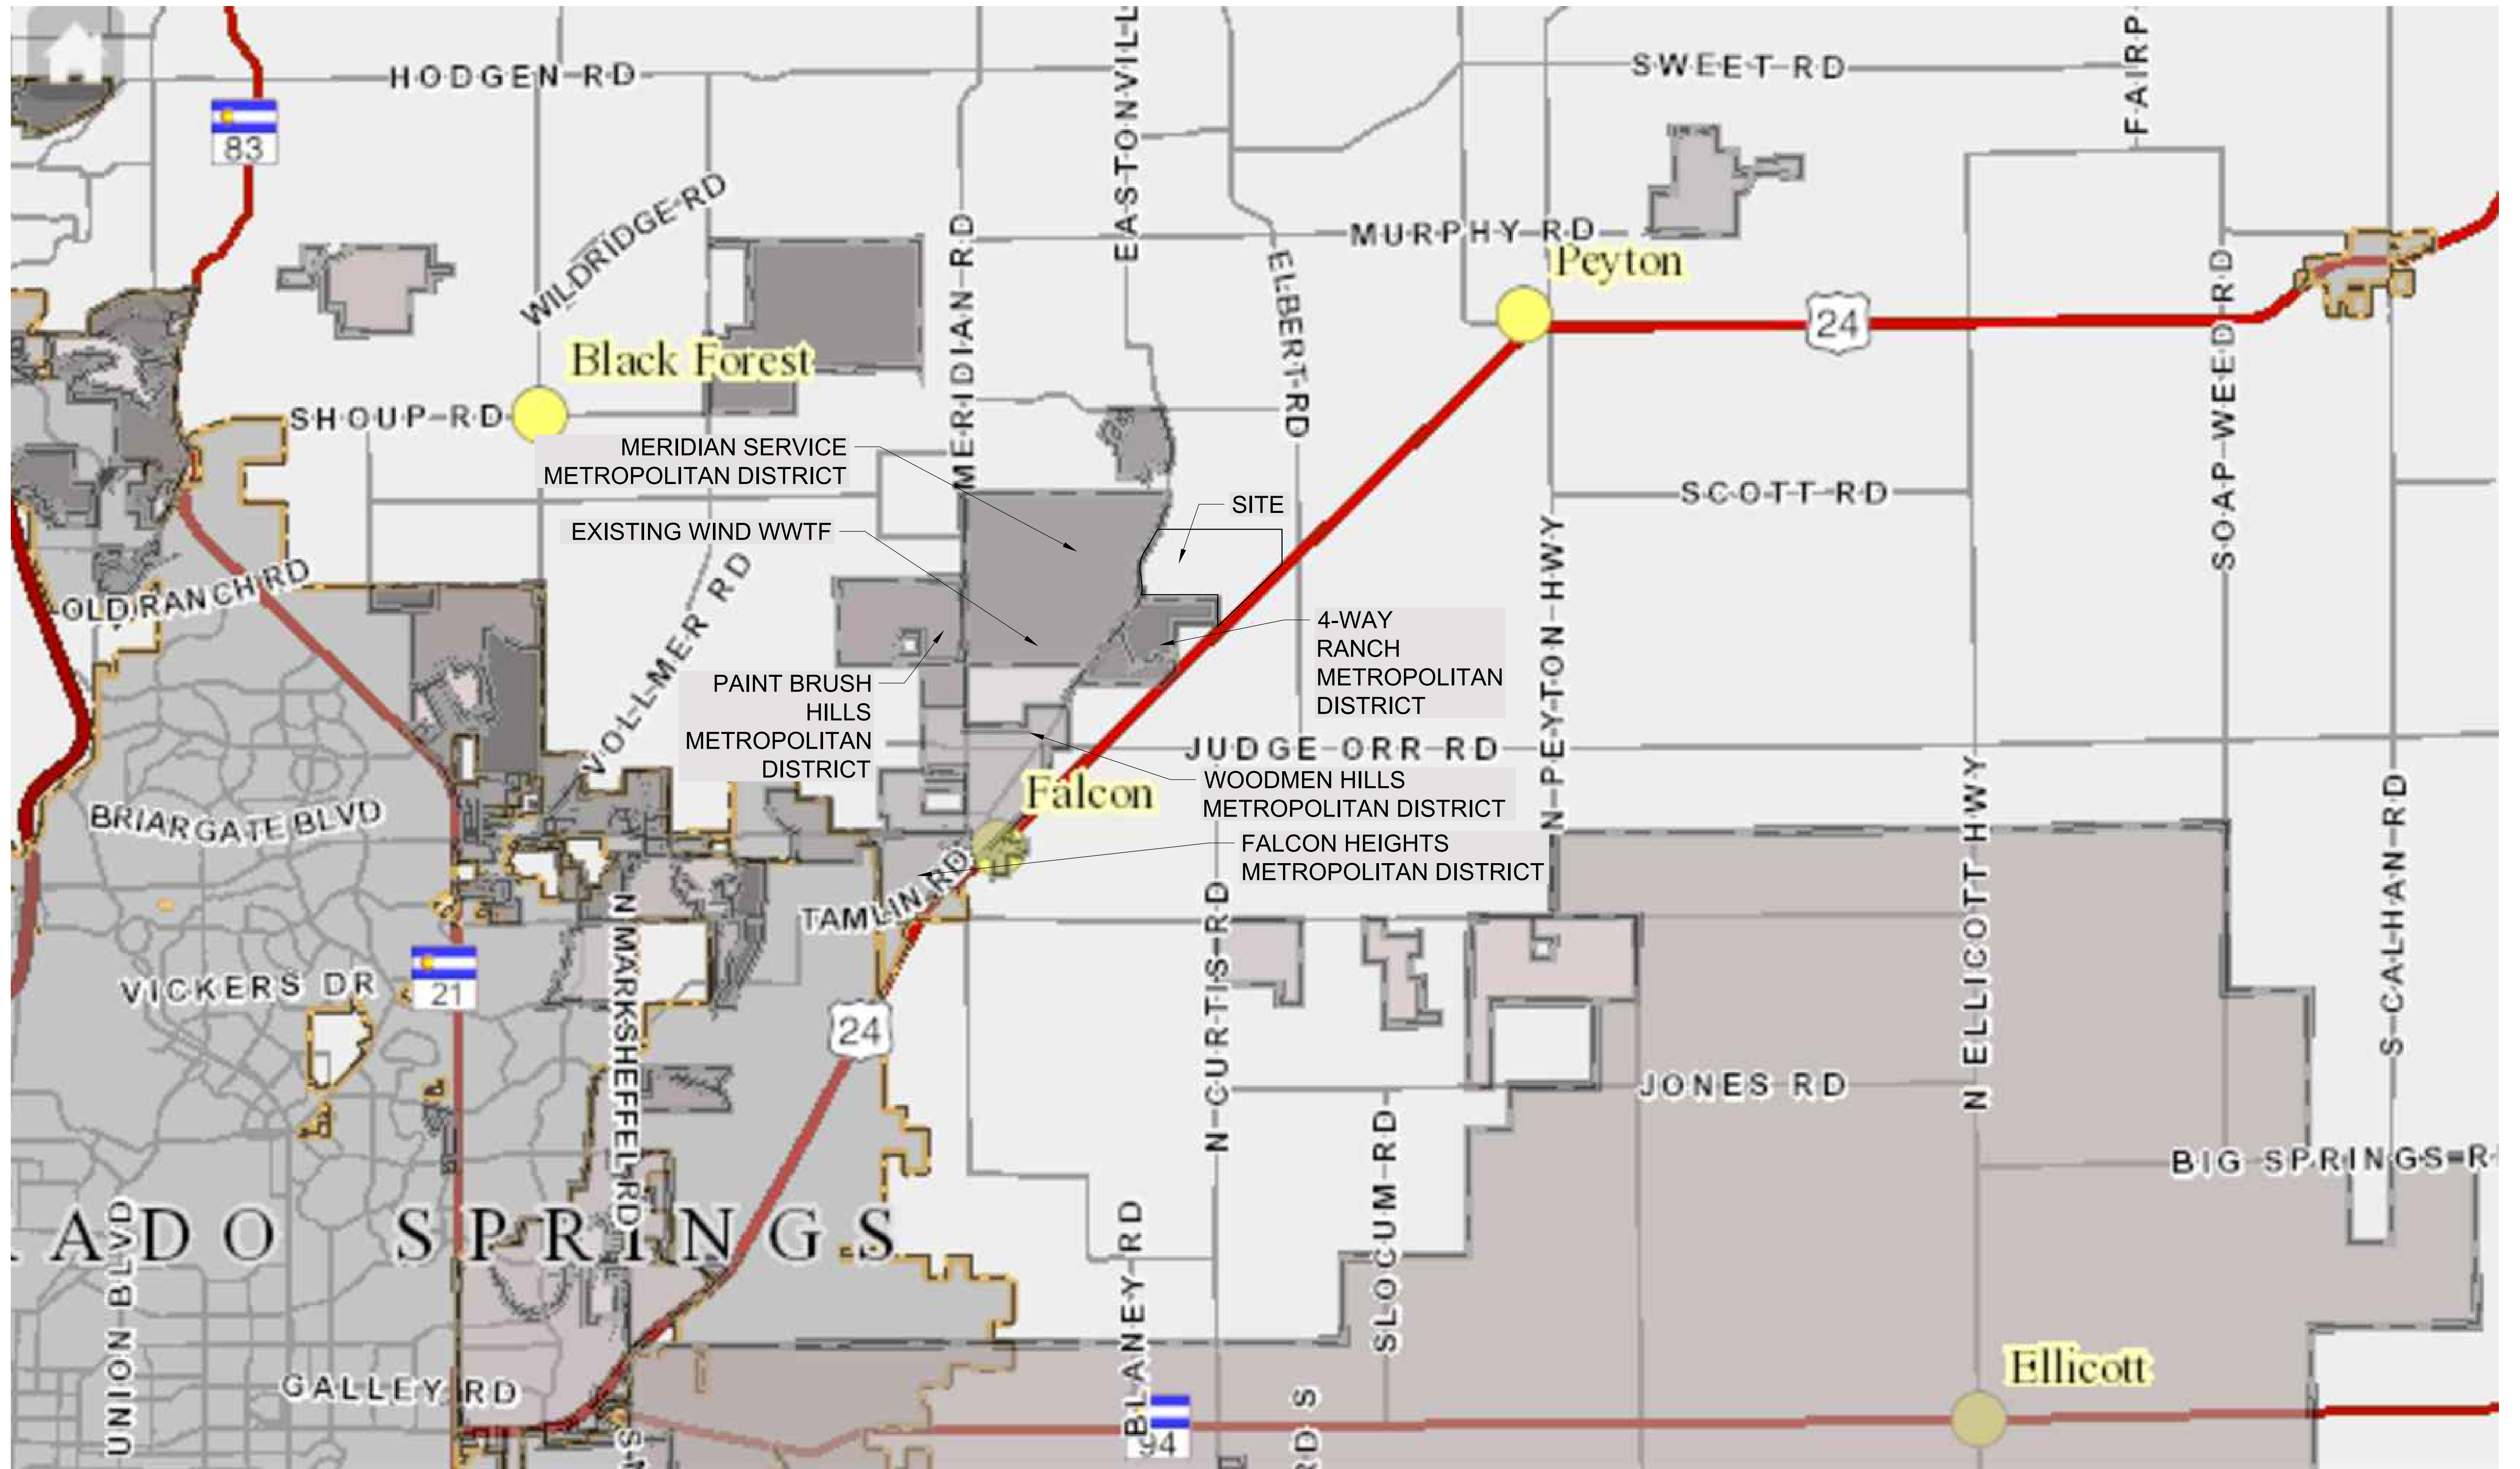 HODGEN RD
EASTONVILL
SWEET RD
FAIRP
83
WILDRIDGE RD
MERIDIAN RD
MURPHY RD
Peyton
ELBERT RD
24
SOAP WEED RD
Black Forest
SHOUP RD
MERIDIAN SERVICE
METROPOLITAN DISTRICT
SITE
SCOTT RD
EXISTING WIND WWTF
OLD RANCH RD
VOLLMER RD
N PEYTON HWY
4-WAY
RANCH
METROPOLITAN
DISTRICT
PAINT BRUSH
HILLS
METROPOLITAN
DISTRICT
JUDGE ORR RD
WOODMEN HILLS
METROPOLITAN DISTRICT
Falcon
BRIARGATE BLVD
FALCON HEIGHTS
METROPOLITAN DISTRICT
TAMLIN RD
N MARKSHEFFEL RD
N CURTIS RD
N ELLICOTT HWY
S CALHAN RD
VICKERS DR
21
24
JONES RD
SLOCUM RD
BIG SPRINGS R
ADO SPRINGS
UNION BLVD
BLANEY RD
GALLEY RD
Ellicott
94
RD S